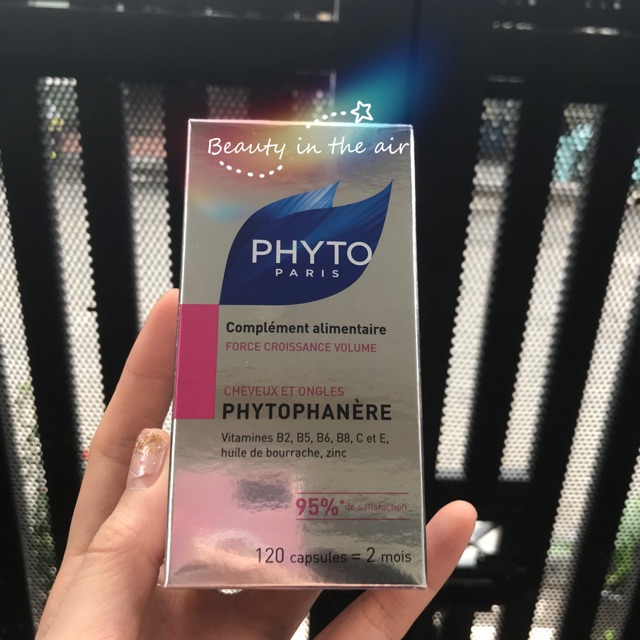 Beauty in the air
PHYTO
PARIS
Complément alimentaire
FORCE CROISSANCE VOLUME
CHEVEUX ET ONGLES
PHYTOPHANÈRE
Vitamines B2, B5, B6, B8, C et E,
huile de bourrache, zinc
95%* de satisfaction
120 capsules = 2 mois